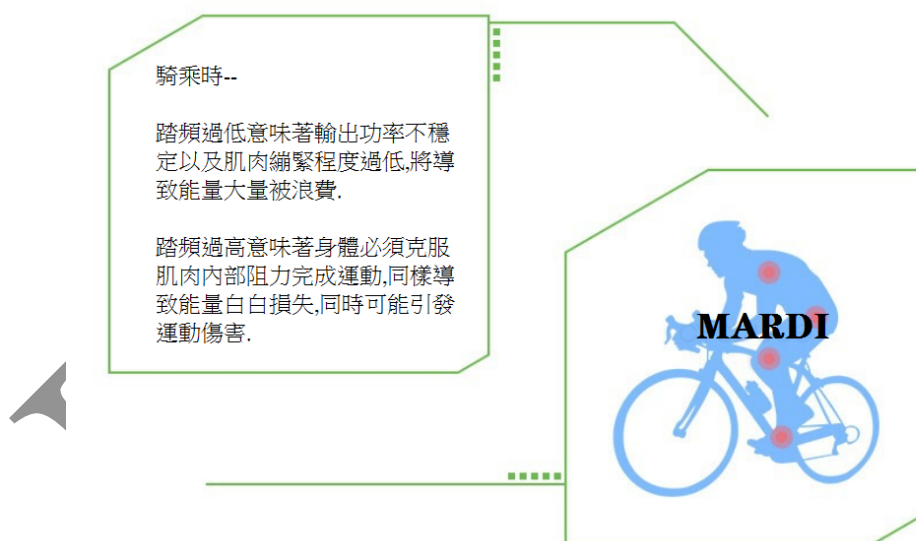 騎乘時--
踏頻過低意味著輸出功率不穩
定以及肌肉繃緊程度過低,將導
致能量大量被浪費.
踏頻過高意味著身體必須克服
肌肉內部阻力完成運動,同樣導
致能量白白損失,同時可能引發
運動傷害.
MARDI